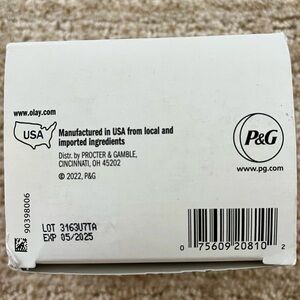 www.olay.com
USA
Manufactured in USA from local and
imported ingredients
Distr. by PROCTER & GAMBLE,
CINCINNATI, OH 45202
© 2022, P&G
P&G
www.pg.com
90398006
LOT 3163U7TA
EXP 05/2025
0 75609 20810 2